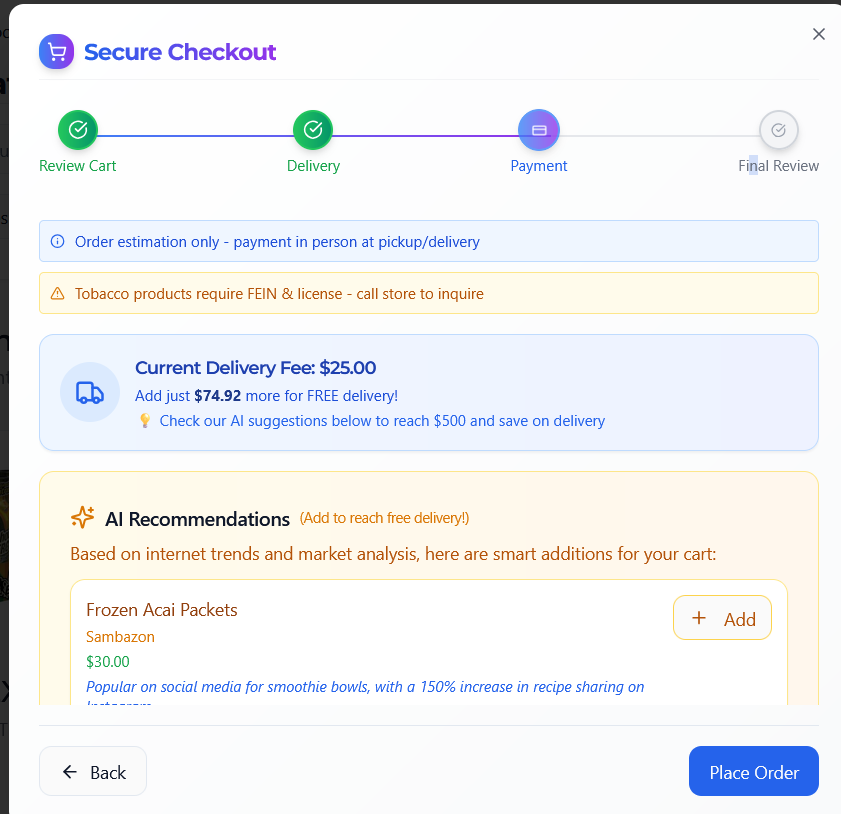 Secure Checkout
Review Cart
Delivery
Payment
Final Review
Order estimation only - payment in person at pickup/delivery
Tobacco products require FEIN & license - call store to inquire
Current Delivery Fee: $25.00
Add just $74.92 more for FREE delivery!
Check our AI suggestions below to reach $500 and save on delivery
AI Recommendations (Add to reach free delivery!)
Based on internet trends and market analysis, here are smart additions for your cart:
Frozen Acai Packets
+ Add
Sambazon
$30.00
Popular on social media for smoothie bowls, with a 150% increase in recipe sharing on
Back
Place Order